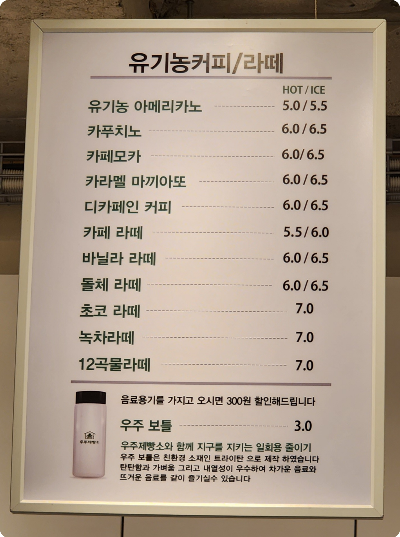 유기농커피/라떼
HOT / ICE
유기농 아메리카노 5.0 / 5.5
카푸치노 6.0 / 6.5
카페모카 6.0/ 6.5
카라멜 마끼아또 6.0 / 6.5
디카페인 커피 6.0 / 6.5
카페 라떼 5.5 / 6.0
바닐라 라떼 6.0 / 6.5
돌체 라떼 6.0 / 6.5
초코 라떼 7.0
녹차라떼 7.0
12곡물라떼 7.0
음료용기를 가지고 오시면 300원 할인해드립니다
우주 보틀 3.0
우주제빵소와 함께 지구를 지키는 일회용 줄이기
우주 보틀은 친환경 소재인 트라이탄 으로 제작 하였습니다
탄탄함과 가벼움 그리고 내열성이 우수하여 차가운 음료와
뜨거운 음료를 같이 즐기실수 있습니다
우주제빵소